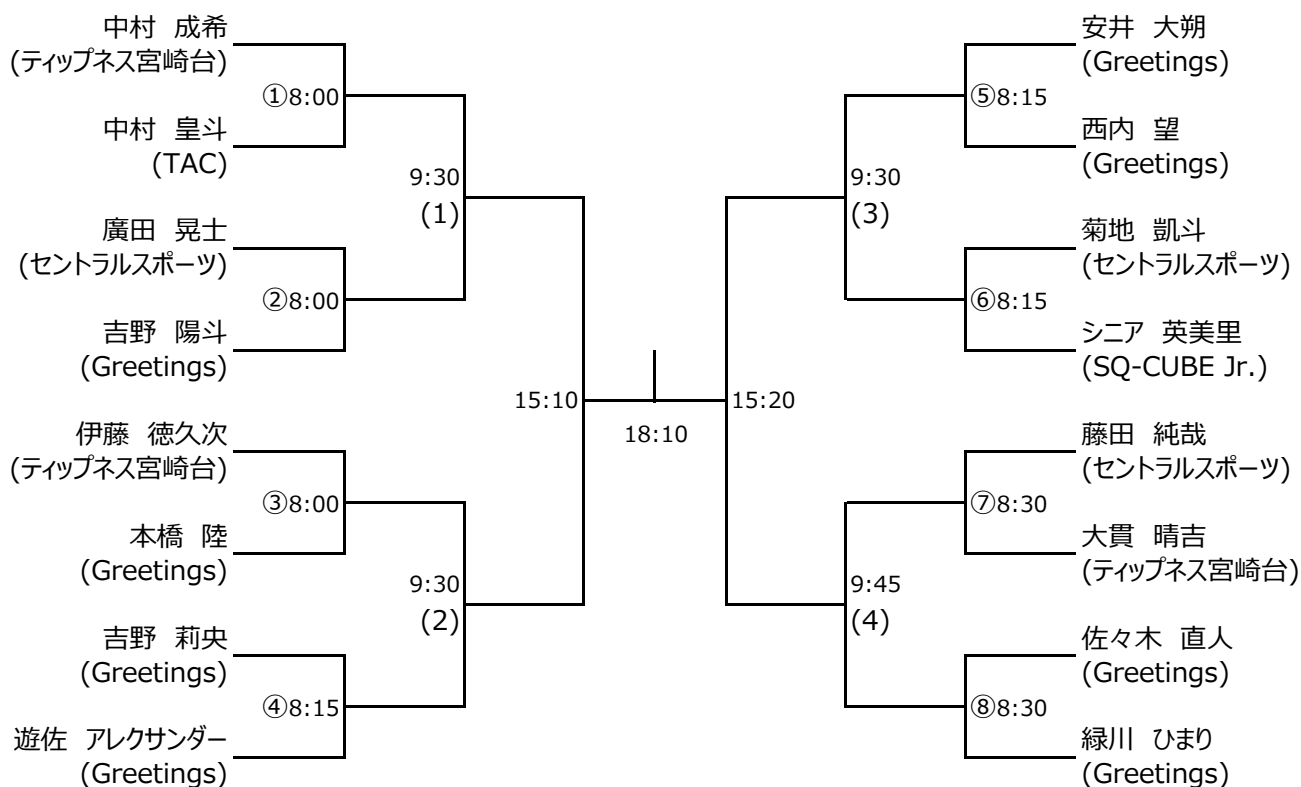 中村 成希
(ティップネス宮崎台)
①8:00
中村 皇斗
(TAC)
9:30
(1)
廣田 晃士
(セントラルスポーツ)
②8:00
吉野 陽斗
(Greetings)
15:10
伊藤 徳久次
(ティップネス宮崎台)
③8:00
本橋 陸
(Greetings)
9:30
(2)
吉野 莉央
(Greetings)
④8:15
遊佐 アレクサンダー
(Greetings)
18:10
安井 大朔
(Greetings)
⑤8:15
西内 望
(Greetings)
9:30
(3)
菊地 凱斗
(セントラルスポーツ)
⑥8:15
シニア 英美里
(SQ-CUBE Jr.)
15:20
藤田 純哉
(セントラルスポーツ)
⑦8:30
大貫 晴吉
(ティップネス宮崎台)
9:45
(4)
佐々木 直人
(Greetings)
⑧8:30
緑川 ひまり
(Greetings)